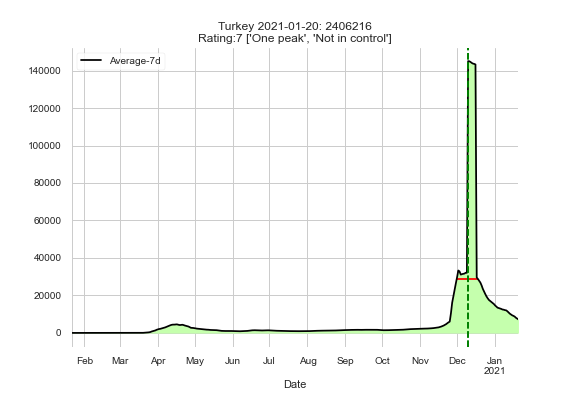 Turkey 2021-01-20: 2406216
Rating:7 ['One peak', 'Not in control']
Average-7d
140000
120000
100000
80000
60000
40000
20000
0
Feb Mar Apr May Jun Jul Aug Sep Oct Nov Dec Jan
2021
Date